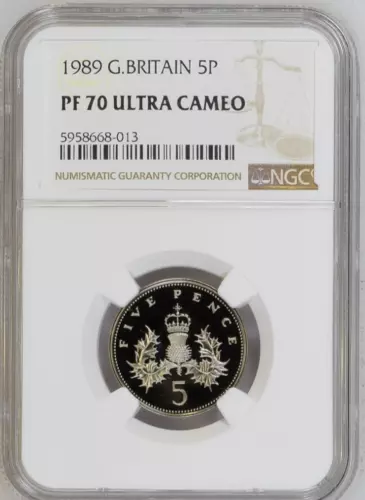 1989 G.BRITAIN 5P
PF 70 ULTRA CAMEO
5958668-013
NUMISMATIC GUARANTY CORPORATION
NGC
FIVE PENCE
5